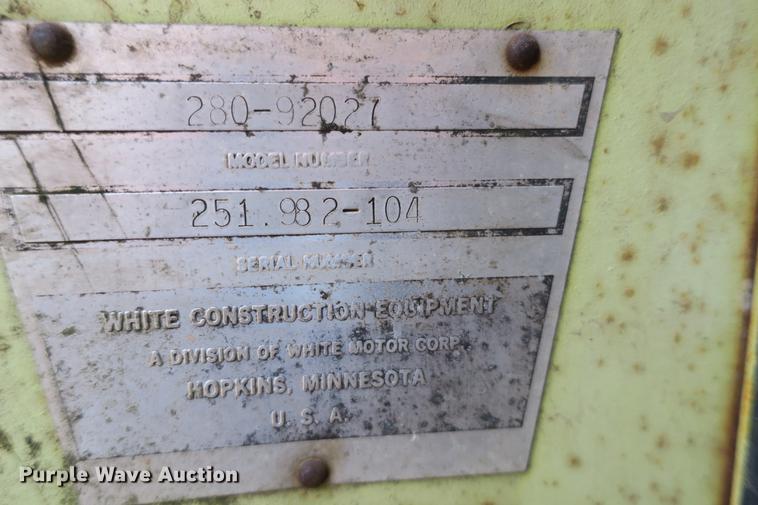 280-92027
MODEL NUMBER
251.982-104
SERIAL NUMBER
WHITE CONSTRUCTION EQUIPMENT
A DIVISION OF WHITE MOTOR CORP.
HOPKINS, MINNESOTA
U. S. A.
Purple Wave Auction